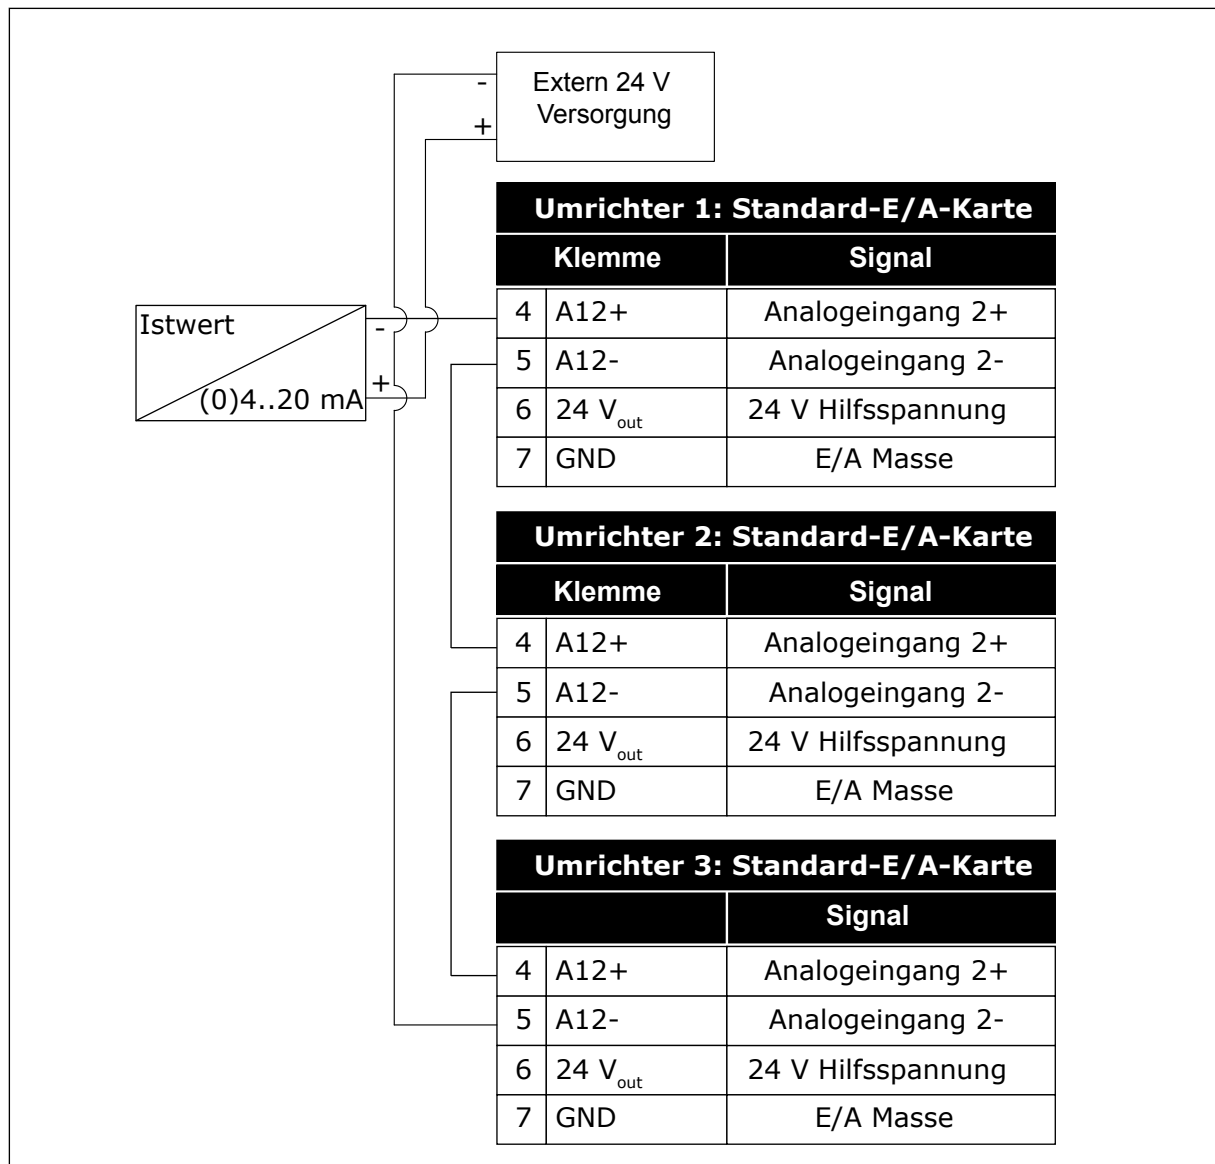 -
+
Extern 24 V
Versorgung
Istwert
-
+
(0)4..20 mA
Umrichter 1: Standard-E/A-Karte
Klemme Signal
4 A12+ Analogeingang 2+
5 A12- Analogeingang 2-
6 24 Vout 24 V Hilfsspannung
7 GND E/A Masse
Umrichter 2: Standard-E/A-Karte
Klemme Signal
4 A12+ Analogeingang 2+
5 A12- Analogeingang 2-
6 24 Vout 24 V Hilfsspannung
7 GND E/A Masse
Umrichter 3: Standard-E/A-Karte
Signal
4 A12+ Analogeingang 2+
5 A12- Analogeingang 2-
6 24 Vout 24 V Hilfsspannung
7 GND E/A Masse